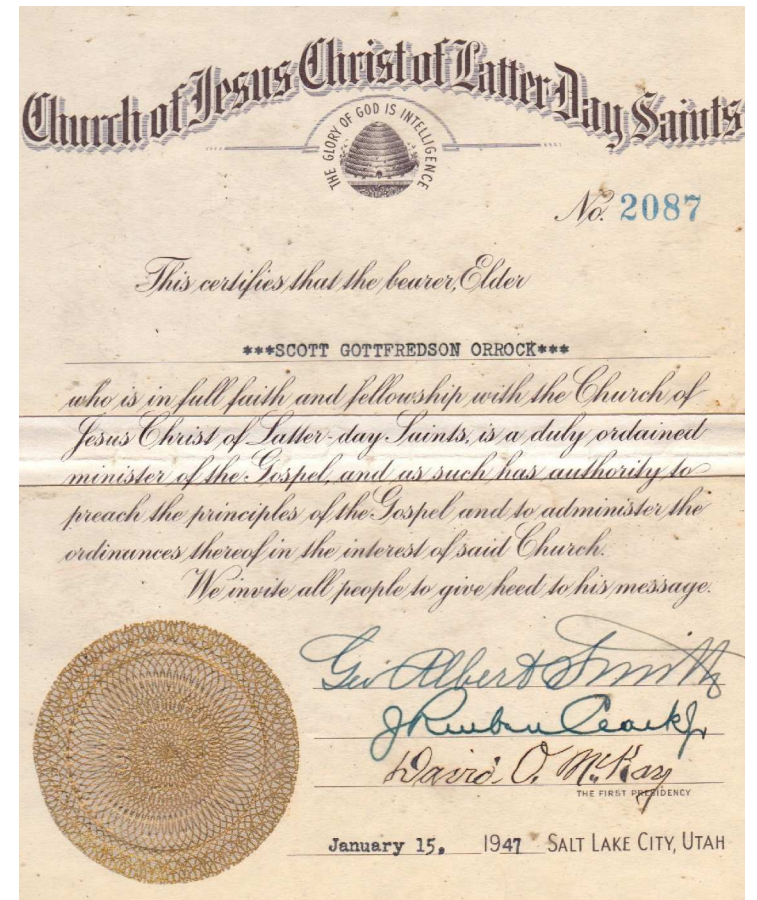 Church of Jesus Christ of Latter-Day Saints
THE GLORY OF GOD IS INTELLIGENCE
No. 2087
This certifies that the bearer, Elder
***SCOTT GOTTFREDSON ORROCK***
who is in full faith and fellowship with the Church of
Jesus Christ of Latter-day Saints, is a duly ordained
minister of the Gospel, and as such has authority to
preach the principles of the Gospel and to administer the
ordinances thereof in the interest of said Church.
We invite all people to give heed to his message.
Geo Albert Smith
J Reuben Clark Jr
David O. McKay
THE FIRST PRESIDENCY
January 15, 1947 SALT LAKE CITY, UTAH